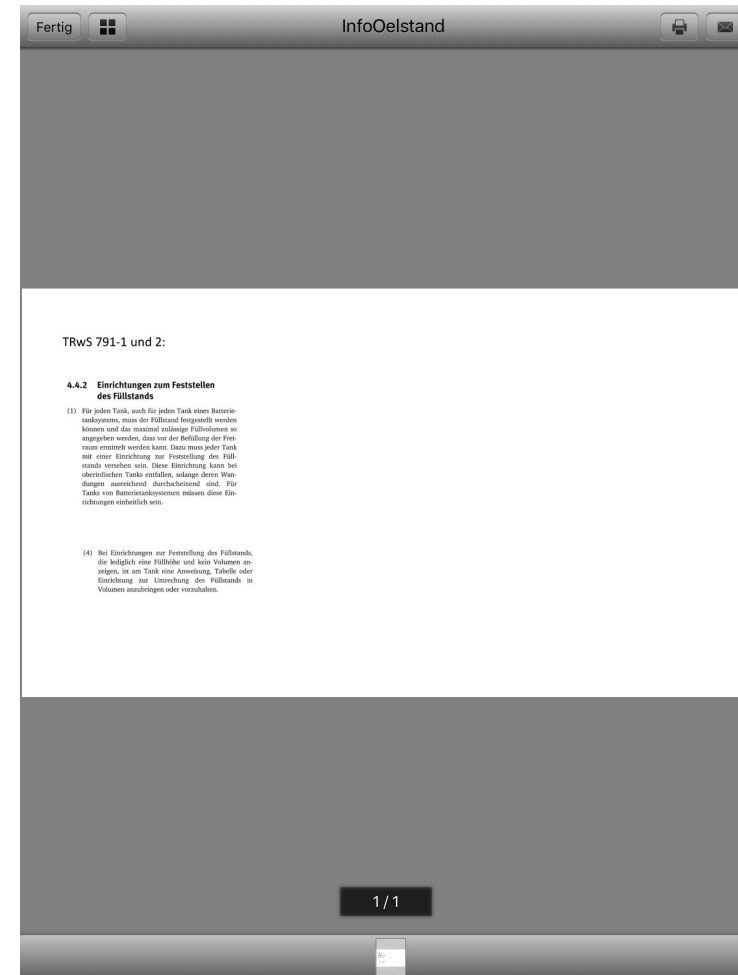 Fertig
InfoOelstand
TRwS 791-1 und 2:
4.4.2 Einrichtungen zum Feststellen
des Füllstands
(1) Für jeden Tank, auch für jeden Tank eines Batterie-
tanksystems, muss der Füllstand festgestellt werden
können und das maximal zulässige Füllvolumen so
angegeben werden, dass vor der Befüllung der Frei-
raum ermittelt werden kann. Dazu muss jeder Tank
mit einer Einrichtung zur Feststellung des Füll-
stands versehen sein. Diese Einrichtung kann bei
oberirdischen Tanks entfallen, solange deren Wan-
dungen ausreichend durchscheinend sind. Für
Tanks von Batterietanksystemen müssen diese Ein-
richtungen einheitlich sein.
(4) Bei Einrichtungen zur Feststellung des Füllstands,
die lediglich eine Füllhöhe und kein Volumen an-
zeigen, ist am Tank eine Anweisung, Tabelle oder
Einrichtung zur Umrechung des Füllstands in
Volumen anzubringen oder vorzuhalten.
1/1